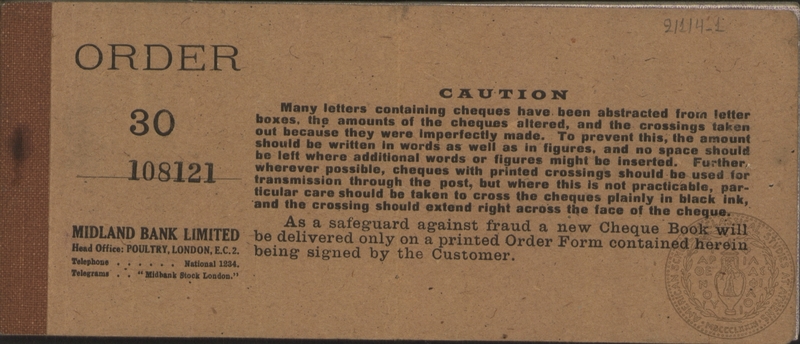 ORDER
30
108121
MIDLAND BANK LIMITED
Head Office: POULTRY, LONDON, E.C.2.
Telephone . . . . . . National 1234.
Telegrams . . "Midbank Stock London."
CAUTION
Many letters containing cheques have been abstracted from letter
boxes, the amounts of the cheques altered, and the crossings taken
out because they were imperfectly made. To prevent this, the amount
should be written in words as well as in figures, and no space should
be left where additional words or figures might be inserted. Further,
wherever possible, cheques with printed crossings should be used for
transmission through the post, but where this is not practicable, par-
ticular care should be taken to cross the cheques plainly in black ink,
and the crossing should extend right across the face of the cheque.
As a safeguard against fraud a new Cheque Book will
be delivered only on a printed Order Form contained herein
being signed by the Customer.